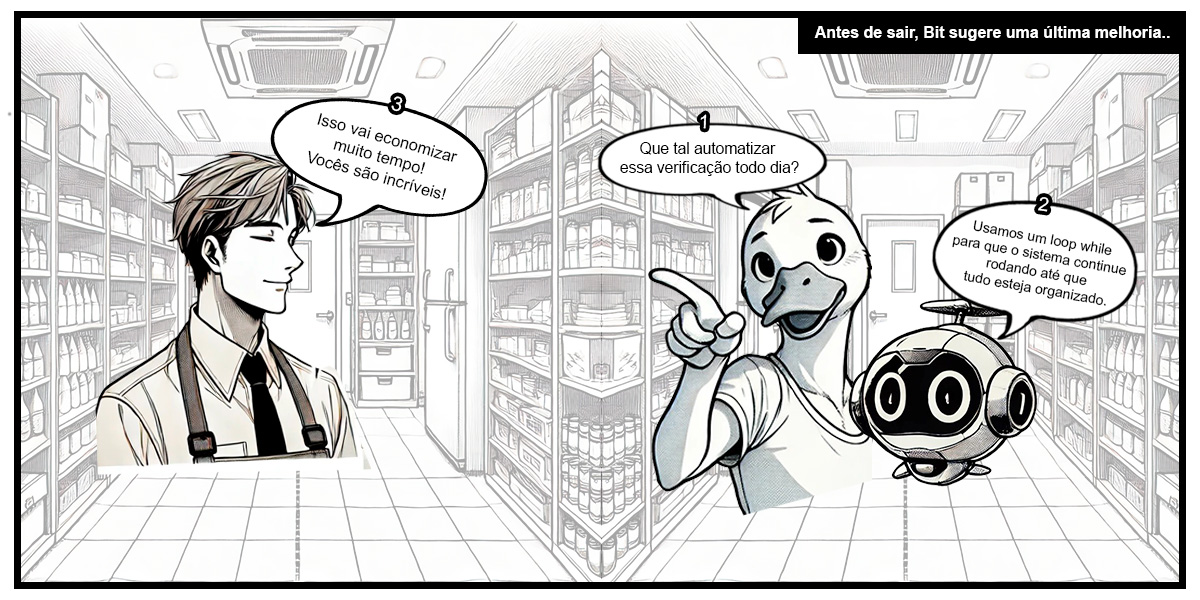 Antes de sair, Bit sugere uma última melhoria..
1
Que tal automatizar
essa verificação todo dia?
2
Usamos um loop while
para que o sistema continue
rodando até que
tudo esteja organizado.
3
Isso vai economizar
muito tempo!
Vocês são incríveis!